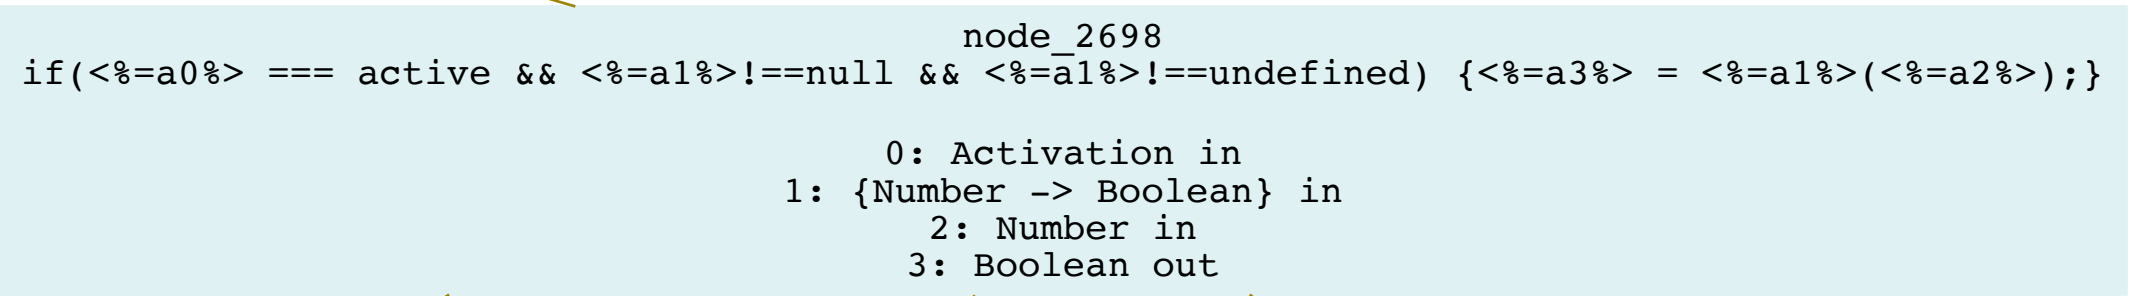 node_2698
if(<%=a0%> === active && <%=a1%>!==null && <%=a1%>!==undefined) {<%=a3%> = <%=a1%>(<%=a2%>);}
0: Activation in
1: {Number -> Boolean} in
2: Number in
3: Boolean out